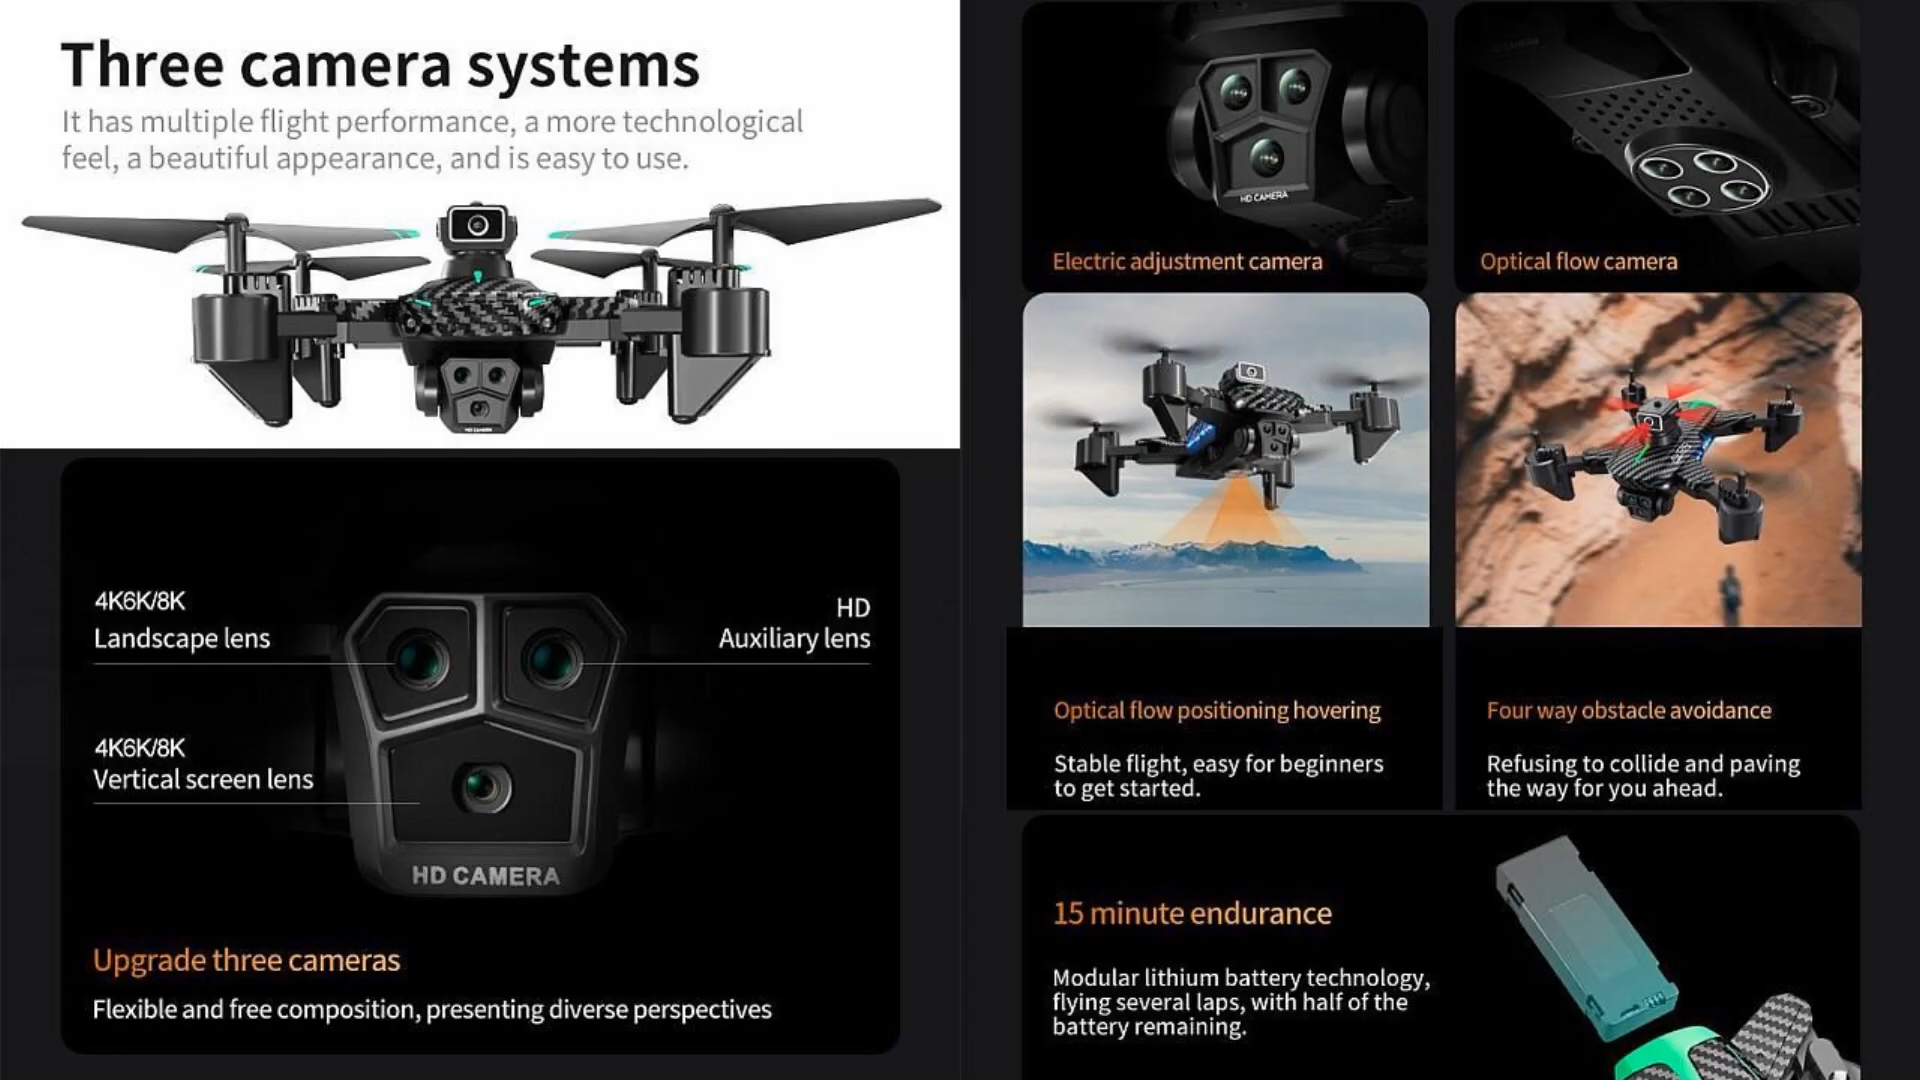 Three camera systems
It has multiple flight performance, a more technological
feel, a beautiful appearance, and is easy to use.
HD CAMERA
4K6K/8K
Landscape lens
HD
Auxiliary lens
4K6K/8K
Vertical screen lens
HD CAMERA
Upgrade three cameras
Flexible and free composition, presenting diverse perspectives
HD CAMERA
Electric adjustment camera
Optical flow camera
Optical flow positioning hovering
Stable flight, easy for beginners
to get started.
Four way obstacle avoidance
Refusing to collide and paving
the way for you ahead.
15 minute endurance
Modular lithium battery technology,
flying several laps, with half of the
battery remaining.